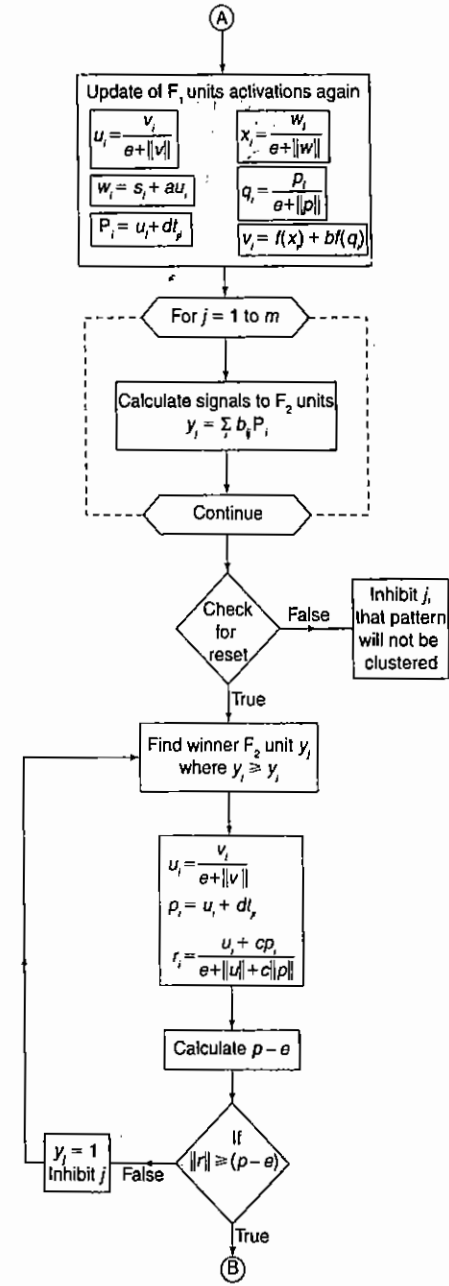 A
Update of F₁ units activations again
uᵢ = vᵢ / (e+||v||)
xᵢ = wᵢ / (e+||w||)
wᵢ = sᵢ + auᵢ
qᵢ = pᵢ / (e+||p||)
Pᵢ = uᵢ + dtⱼᵢ
vᵢ = f(xᵢ) + bf(qᵢ)
For j = 1 to m
Calculate signals to F₂ units
yⱼ = Σᵢ bᵢⱼPᵢ
Continue
Check
for
reset
False
Inhibit j,
that pattern
will not be
clustered
True
Find winner F₂ unit yⱼ
where yⱼ ⩾ yⱼ
uᵢ = vᵢ / (e+||v||)
pᵢ = uᵢ + dtⱼᵢ
rᵢ = (uᵢ + cpᵢ) / (e+||u||+c||p||)
Calculate p – e
If
||r|| ⩾ (p – e)
False
yⱼ = 1
Inhibit j
True
B